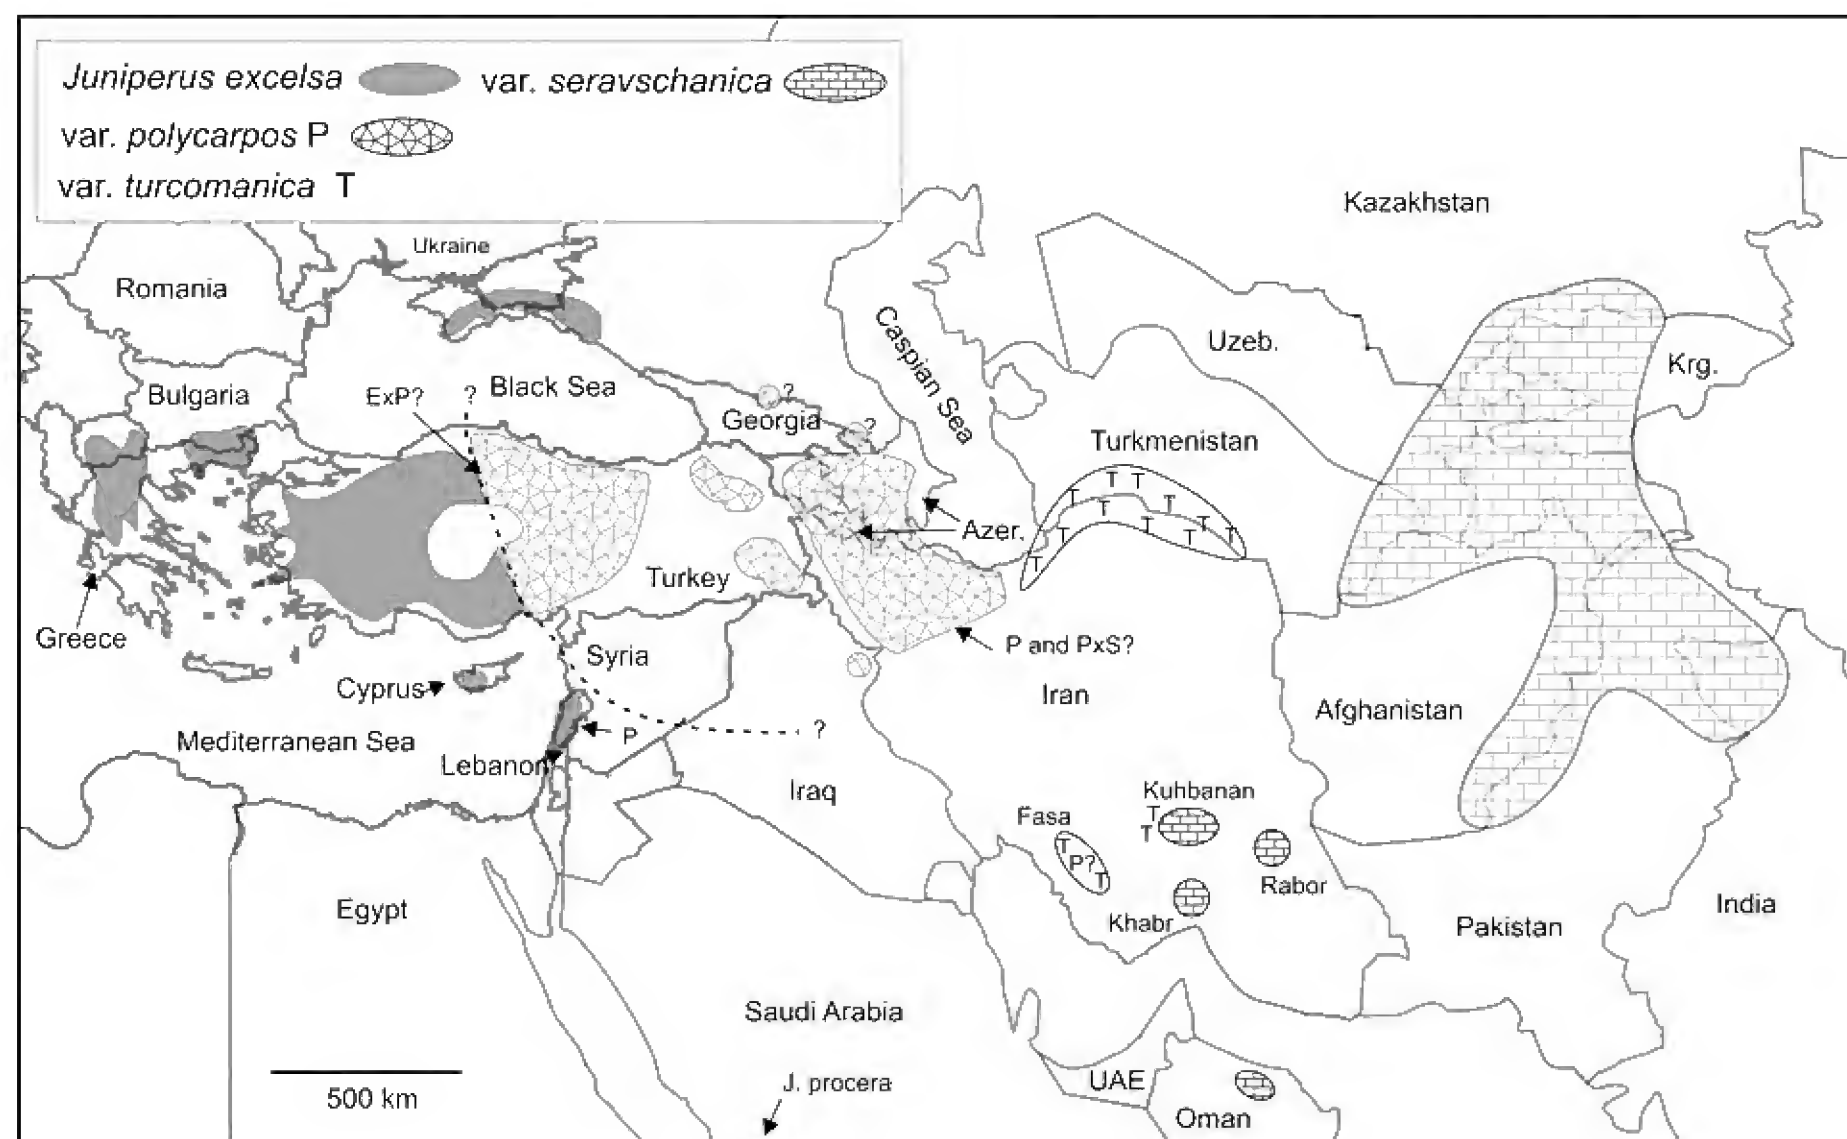 Juniperus excelsa var. seravschanica
var. polycarpos P
var. turcomanica T
Kazakhstan
Ukraine
Romania
Uzeb.
Krg.
Caspian Sea
Bulgaria
ExP?
?
Black Sea
?
Georgia
?
Turkmenistan
T T T T T T T T T T
Azer.
Turkey
Greece
Syria
P and PxS?
Cyprus
Iran
Afghanistan
Mediterranean Sea
P
?
Lebanon
Iraq
Kuhbanan
T
T
Fasa
T
P?
T
Rabor
Khabr
Egypt
Pakistan
India
Saudi Arabia
J. procera
UAE
Oman
500 km